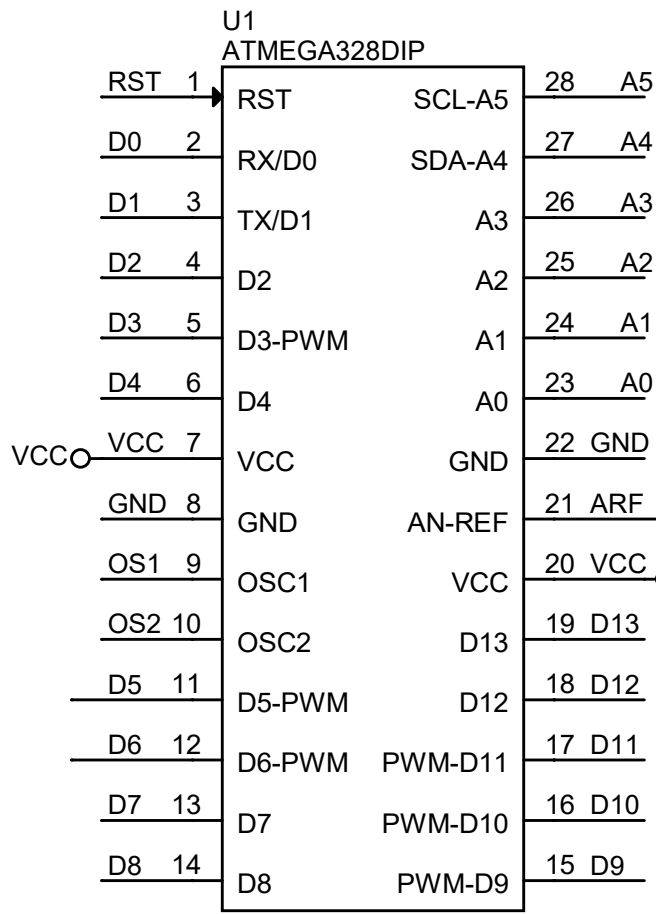 U1
ATMEGA328DIP
RST 1 RST SCL-A5 28 A5
D0 2 RX/D0 SDA-A4 27 A4
D1 3 TX/D1 A3 26 A3
D2 4 D2 A2 25 A2
D3 5 D3-PWM A1 24 A1
D4 6 D4 A0 23 A0
VCC VCC 7 VCC GND 22 GND
GND 8 GND AN-REF 21 ARF
OS1 9 OSC1 VCC 20 VCC
OS2 10 OSC2 D13 19 D13
D5 11 D5-PWM D12 18 D12
D6 12 D6-PWM PWM-D11 17 D11
D7 13 D7 PWM-D10 16 D10
D8 14 D8 PWM-D9 15 D9